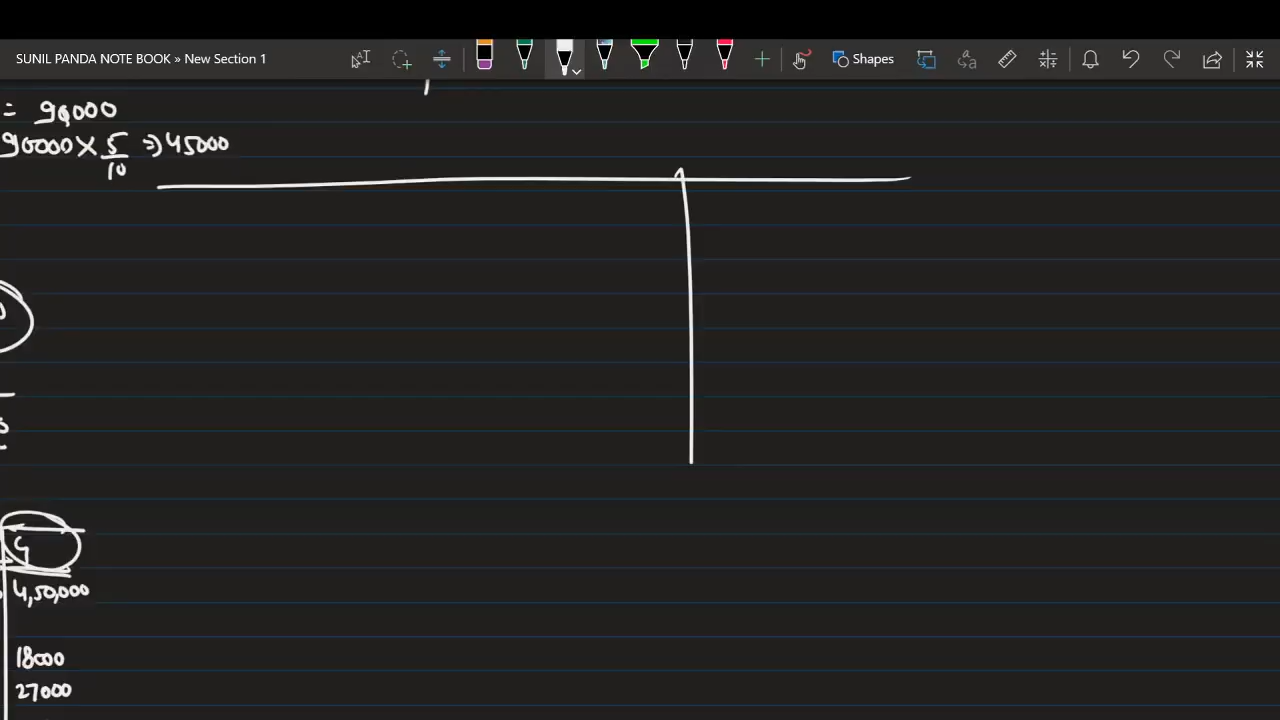 SUNIL PANDA NOTE BOOK » New Section 1
Shapes
= 90000
90000 × 5/10 ⇒ 45000
G
4,50,000
18000
27000